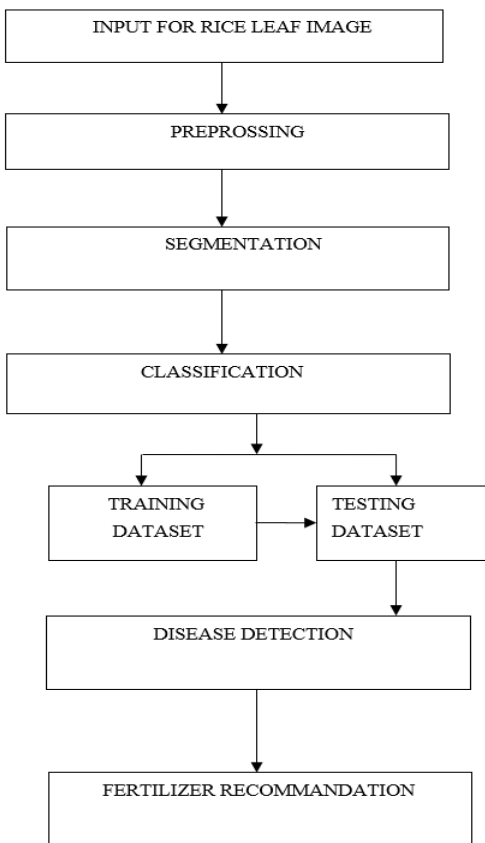 INPUT FOR RICE LEAF IMAGE
PREPROSSING
SEGMENTATION
CLASSIFICATION
TRAINING
DATASET
TESTING
DATASET
DISEASE DETECTION
FERTILIZER RECOMMANDATION